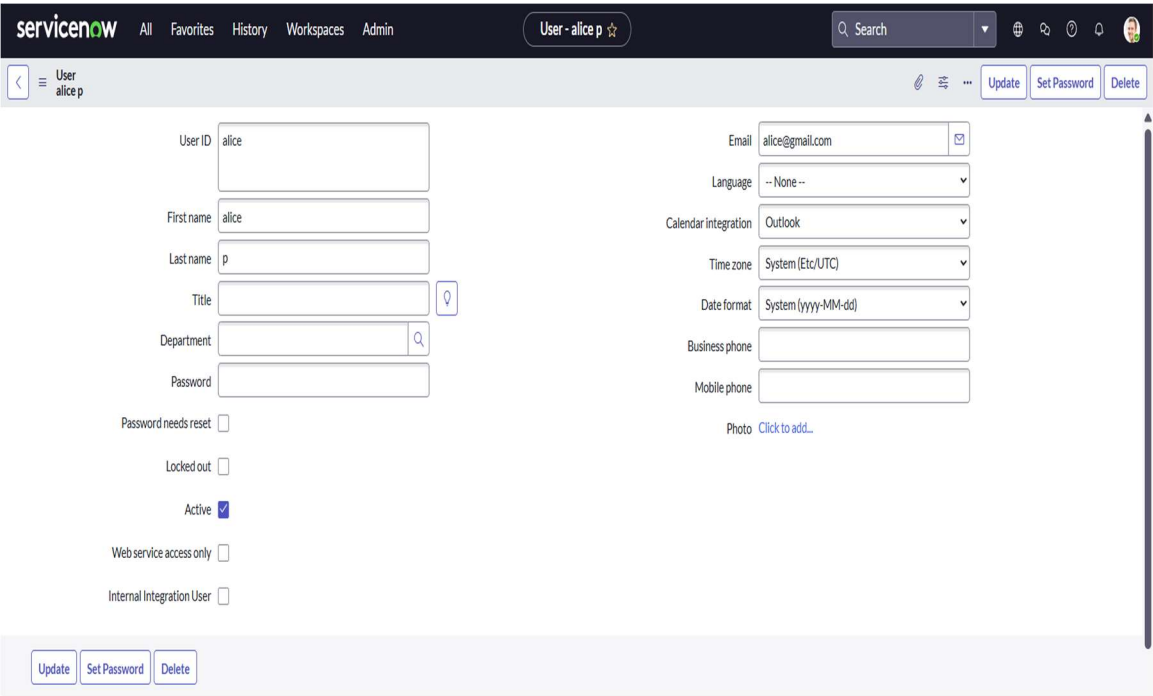 servicenow All Favorites History Workspaces Admin User - alice p Search
User
alice p
Update Set Password Delete
User ID alice
First name alice
Last name p
Title
Department
Password
Password needs reset
Locked out
Active
Web service access only
Internal Integration User
Email alice@gmail.com
Language -- None --
Calendar integration Outlook
Time zone System (Etc/UTC)
Date format System (yyyy-MM-dd)
Business phone
Mobile phone
Photo Click to add...
Update Set Password Delete